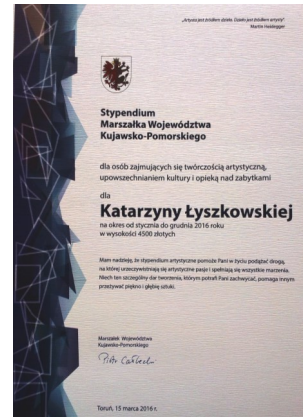 „Artysta jest źródłem dzieła. Dzieło jest źródłem artysty”
Martin Heidegger
Stypendium
Marszałka Województwa
Kujawsko-Pomorskiego
dla osób zajmujących się twórczością artystyczną,
upowszechnianiem kultury i opieką nad zabytkami
dla
Katarzyny Łyszkowskiej
na okres od stycznia do grudnia 2016 roku
w wysokości 4500 złotych
Mam nadzieję, że stypendium artystyczne pomoże Pani w życiu podążać drogą,
na której urzeczywistniają się artystyczne pasje i spełniają się wszystkie marzenia.
Niech ten szczególny dar tworzenia, którym potrafi Pani zachwycać, pomaga innym
przeżywać piękno i głębię sztuki.
Marszałek Województwa
Kujawsko-Pomorskiego
Piotr Całbecki
Toruń, 15 marca 2016 r.